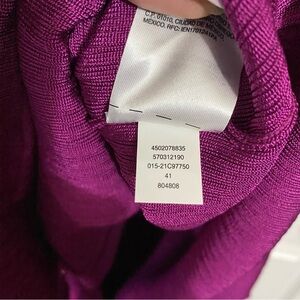 C.P. 01010, CIUDAD DE
MEXICO. RFC:
4502078835
570312190
015-21C97750
41
804808